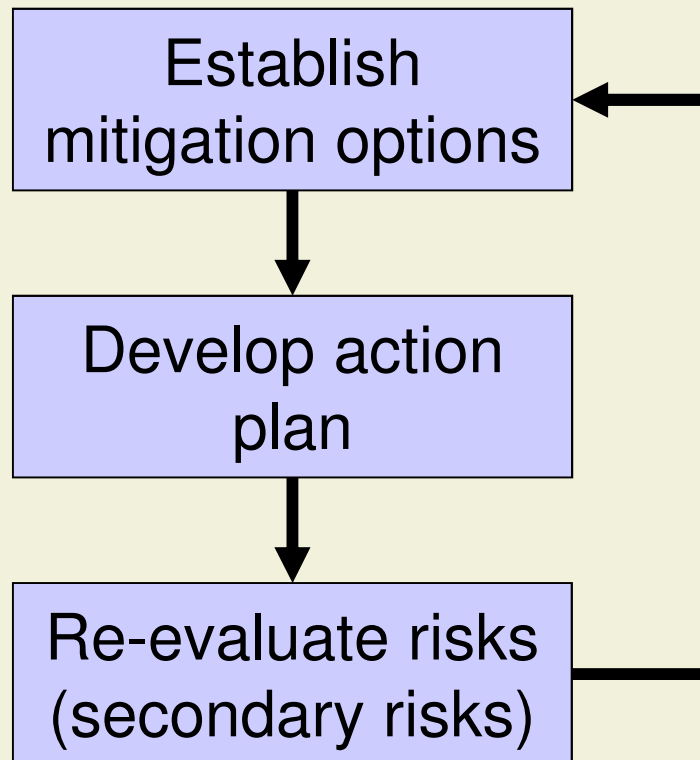 Establish
mitigation options
Develop action
plan
Re-evaluate risks
(secondary risks)